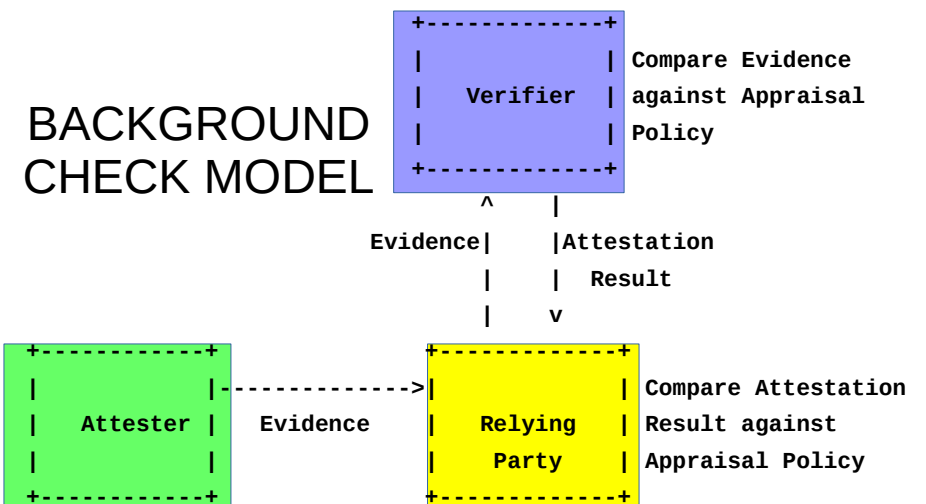 BACKGROUND
CHECK MODEL
+-------------+
|             | Compare Evidence
|   Verifier  | against Appraisal
|             | Policy
+-------------+
^    |
Evidence|    |Attestation
|    |  Result
|    v
+------------+               +-------------+
|            |-------------->|             | Compare Attestation
|   Attester |   Evidence    |   Relying   | Result against
|            |               |    Party    | Appraisal Policy
+------------+               +-------------+